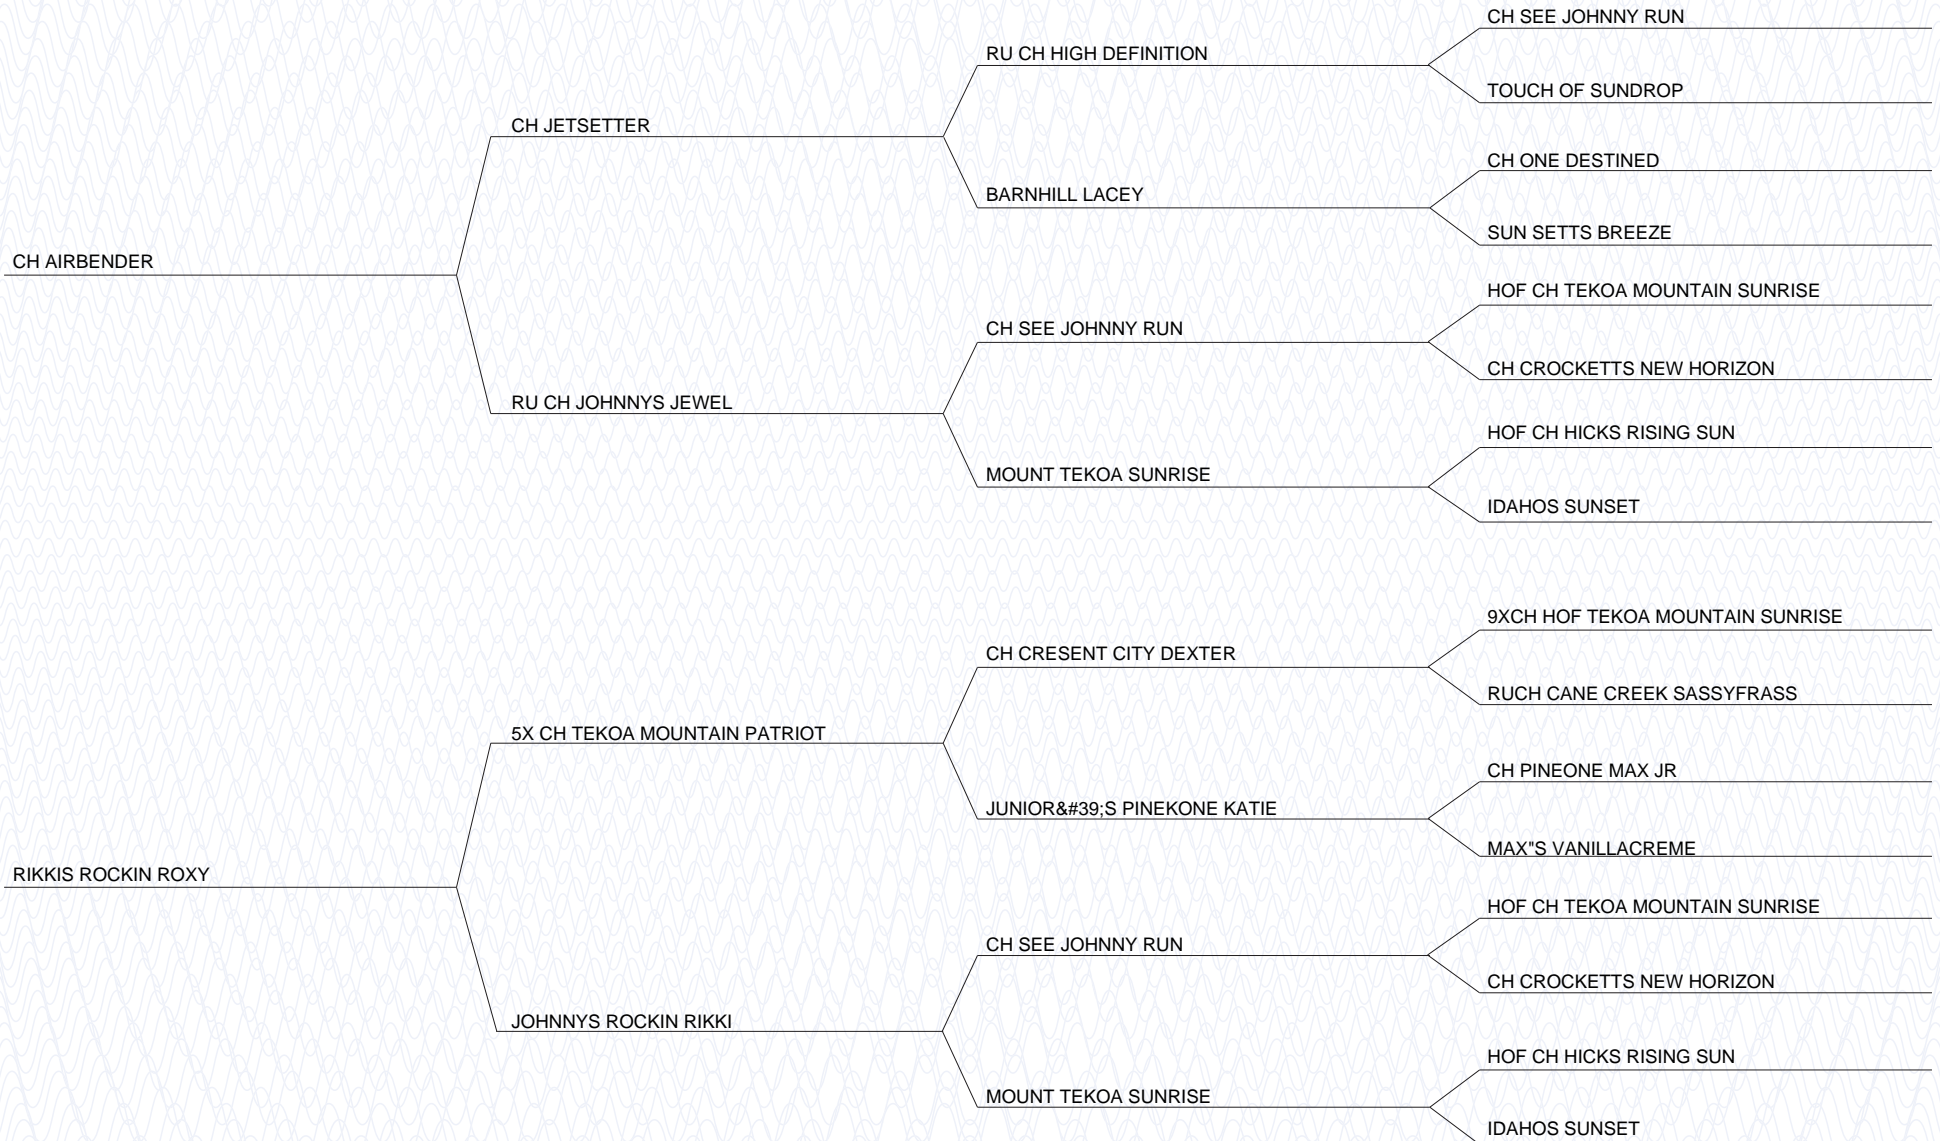 CH SEE JOHNNY RUN
RU CH HIGH DEFINITION
TOUCH OF SUNDROP
CH JETSETTER
CH ONE DESTINED
BARNHILL LACEY
SUN SETTS BREEZE
CH AIRBENDER
HOF CH TEKOA MOUNTAIN SUNRISE
CH SEE JOHNNY RUN
CH CROCKETTS NEW HORIZON
RU CH JOHNNYS JEWEL
HOF CH HICKS RISING SUN
MOUNT TEKOA SUNRISE
IDAHOS SUNSET
9XCH HOF TEKOA MOUNTAIN SUNRISE
CH CRESENT CITY DEXTER
RUCH CANE CREEK SASSYFRASS
5X CH TEKOA MOUNTAIN PATRIOT
CH PINEONE MAX JR
JUNIOR&#39;S PINEKONE KATIE
MAX"S VANILLACREME
RIKKIS ROCKIN ROXY
HOF CH TEKOA MOUNTAIN SUNRISE
CH SEE JOHNNY RUN
CH CROCKETTS NEW HORIZON
JOHNNYS ROCKIN RIKKI
HOF CH HICKS RISING SUN
MOUNT TEKOA SUNRISE
IDAHOS SUNSET